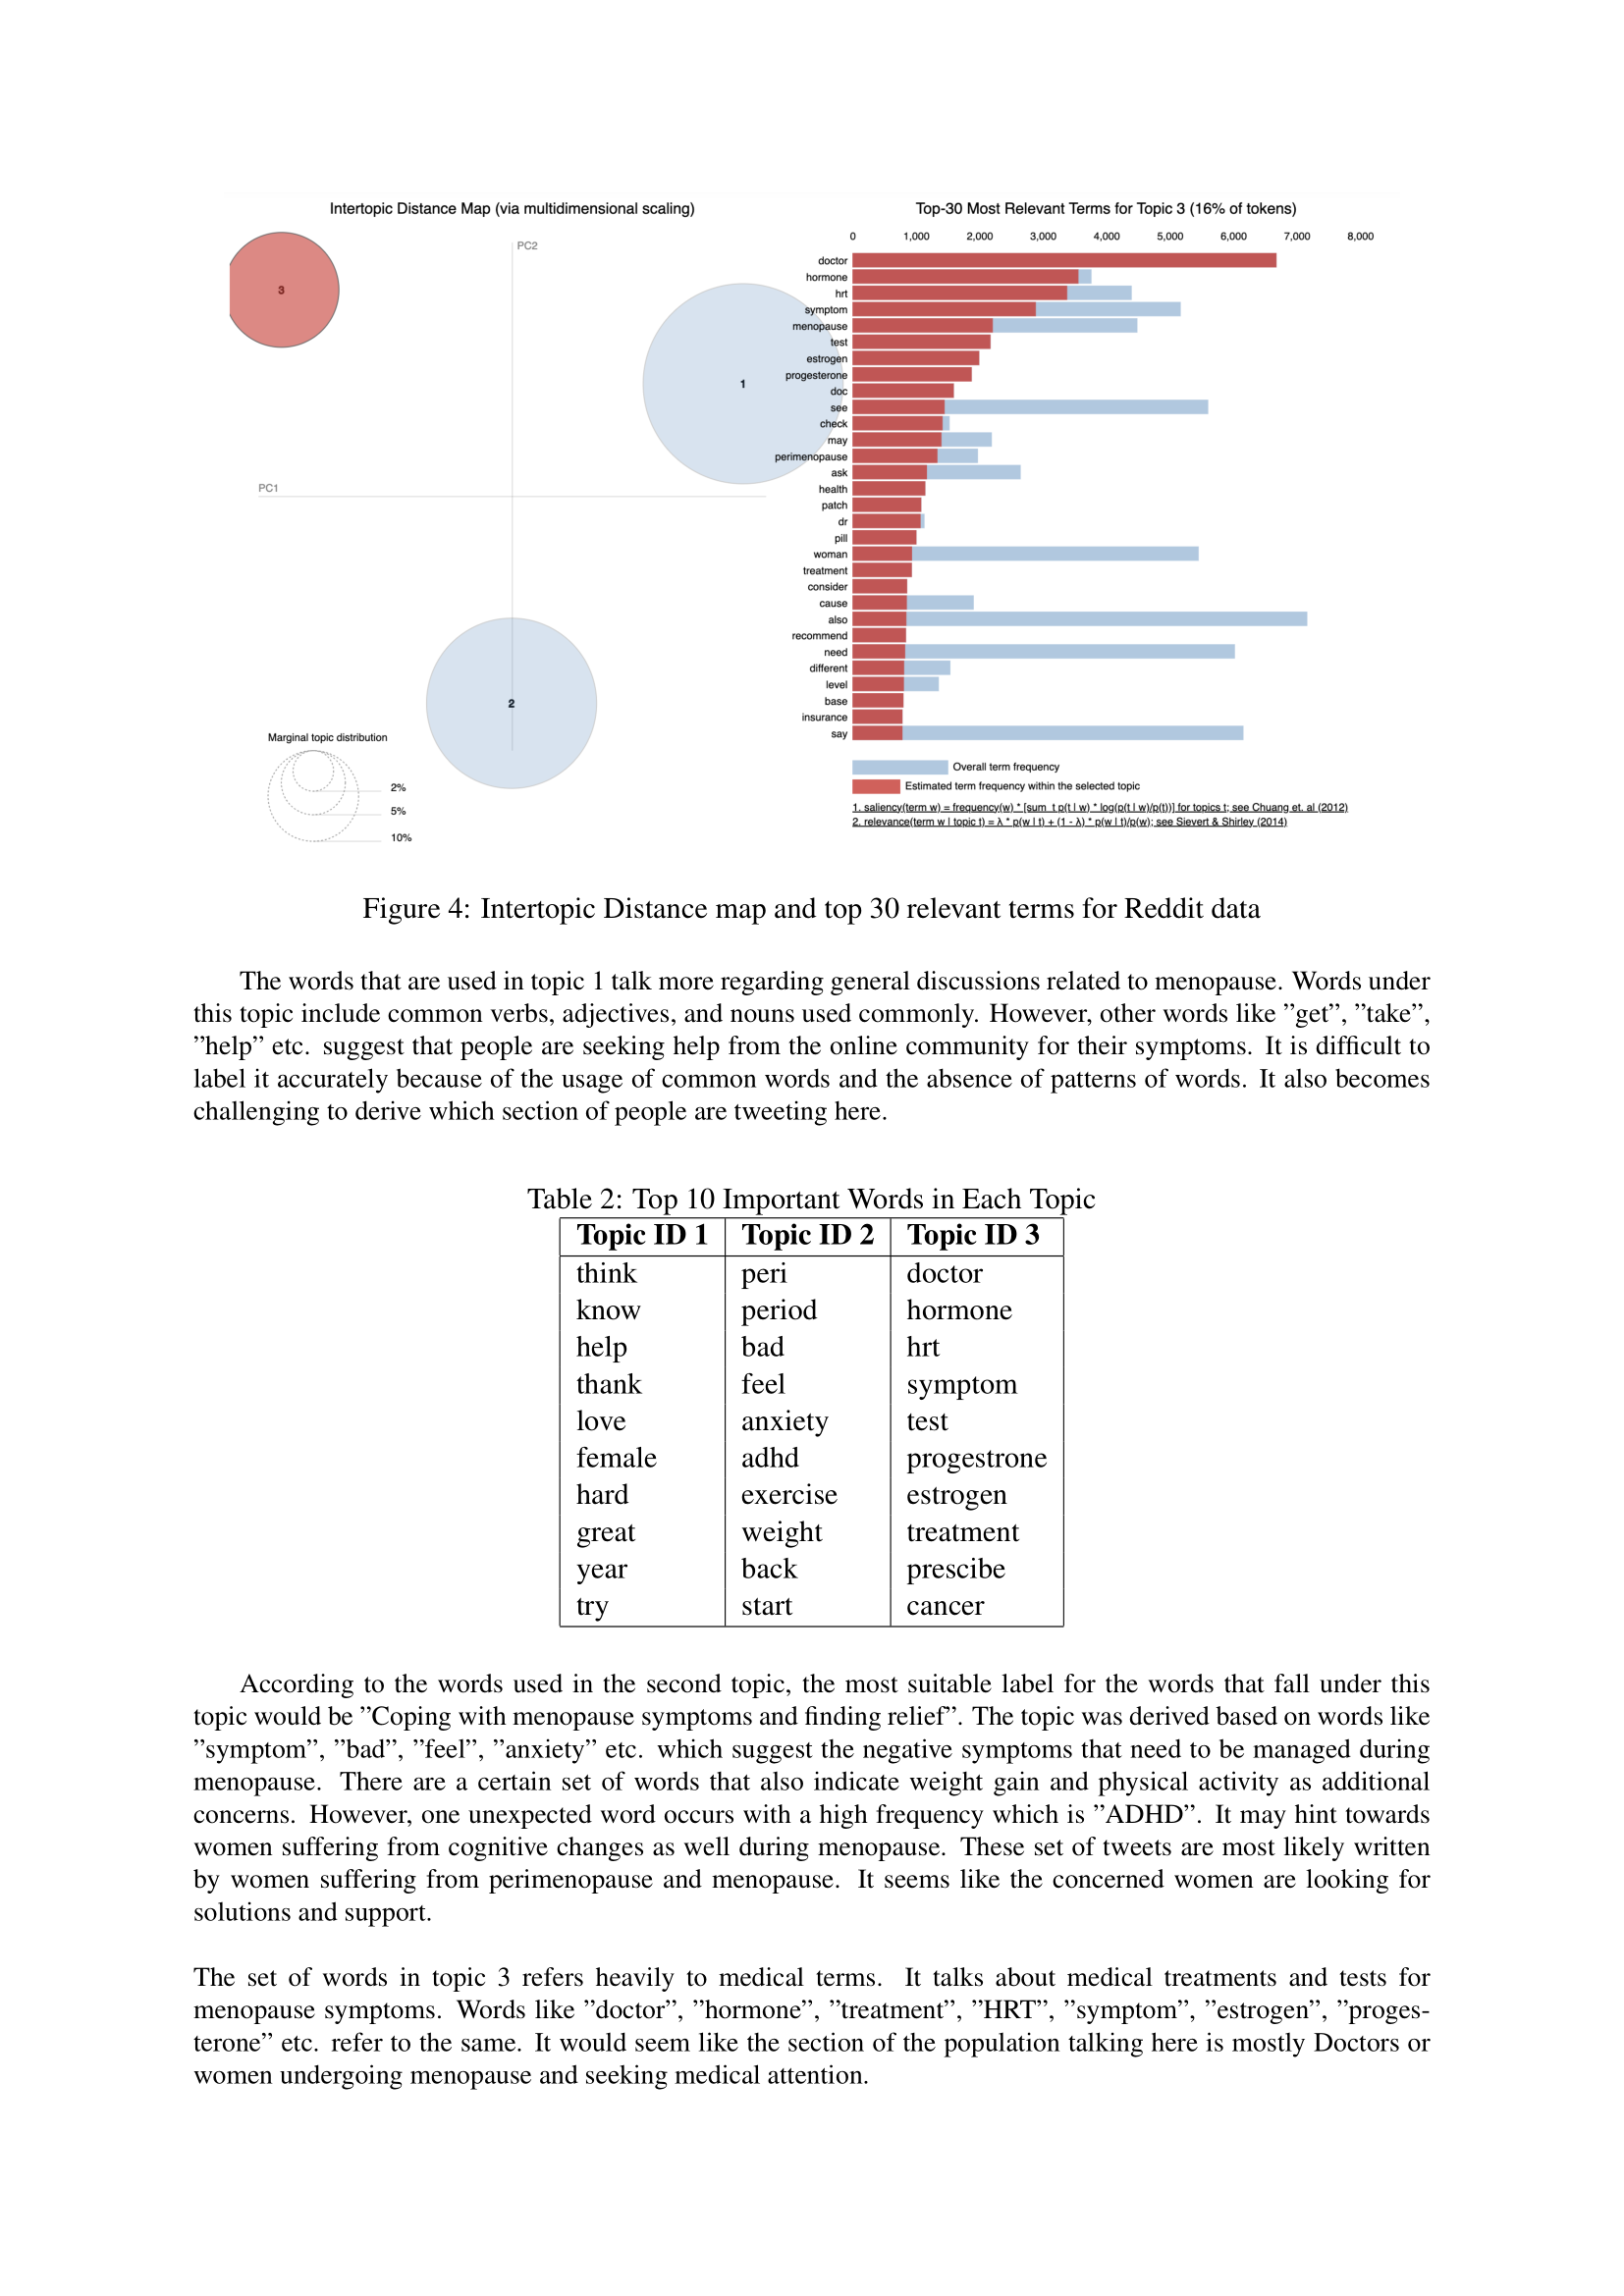 Intertopic Distance Map (via multidimensional scaling)
PC2
3
1
PC1
2
Marginal topic distribution
2%
5%
10%
Top-30 Most Relevant Terms for Topic 3 (16% of tokens)
0 1,000 2,000 3,000 4,000 5,000 6,000 7,000 8,000
doctor
hormone
hrt
symptom
menopause
test
estrogen
progesterone
doc
see
check
may
perimenopause
ask
health
patch
dr
pill
woman
treatment
consider
cause
also
recommend
need
different
level
base
insurance
say
Overall term frequency
Estimated term frequency within the selected topic
1. saliency(term w) = frequency(w) * [sum_t p(t | w) * log(p(t | w)/p(t))] for topics t; see Chuang et. al (2012)
2. relevance(term w | topic t) = λ * p(w | t) + (1 - λ) * p(w | t)/p(w); see Sievert & Shirley (2014)
Figure 4: Intertopic Distance map and top 30 relevant terms for Reddit data
The words that are used in topic 1 talk more regarding general discussions related to menopause. Words under
this topic include common verbs, adjectives, and nouns used commonly. However, other words like ”get”, ”take”,
”help” etc. suggest that people are seeking help from the online community for their symptoms. It is difficult to
label it accurately because of the usage of common words and the absence of patterns of words. It also becomes
challenging to derive which section of people are tweeting here.
Table 2: Top 10 Important Words in Each Topic
Topic ID 1 Topic ID 2 Topic ID 3
think peri doctor
know period hormone
help bad hrt
thank feel symptom
love anxiety test
female adhd progestrone
hard exercise estrogen
great weight treatment
year back prescibe
try start cancer
According to the words used in the second topic, the most suitable label for the words that fall under this
topic would be ”Coping with menopause symptoms and finding relief”. The topic was derived based on words like
”symptom”, ”bad”, ”feel”, ”anxiety” etc. which suggest the negative symptoms that need to be managed during
menopause. There are a certain set of words that also indicate weight gain and physical activity as additional
concerns. However, one unexpected word occurs with a high frequency which is ”ADHD”. It may hint towards
women suffering from cognitive changes as well during menopause. These set of tweets are most likely written
by women suffering from perimenopause and menopause. It seems like the concerned women are looking for
solutions and support.
The set of words in topic 3 refers heavily to medical terms. It talks about medical treatments and tests for
menopause symptoms. Words like ”doctor”, ”hormone”, ”treatment”, ”HRT”, ”symptom”, ”estrogen”, ”proges-
terone” etc. refer to the same. It would seem like the section of the population talking here is mostly Doctors or
women undergoing menopause and seeking medical attention.